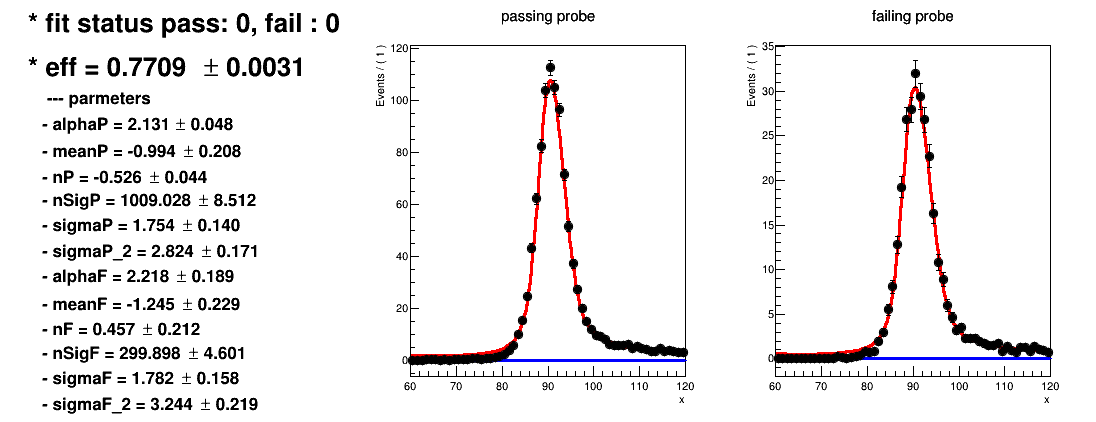 * fit status pass: 0, fail : 0
* eff = 0.7709 ± 0.0031
--- parmeters
- alphaP = 2.131 ± 0.048
- meanP = -0.994 ± 0.208
- nP = -0.526 ± 0.044
- nSigP = 1009.028 ± 8.512
- sigmaP = 1.754 ± 0.140
- sigmaP_2 = 2.824 ± 0.171
- alphaF = 2.218 ± 0.189
- meanF = -1.245 ± 0.229
- nF = 0.457 ± 0.212
- nSigF = 299.898 ± 4.601
- sigmaF = 1.782 ± 0.158
- sigmaF_2 = 3.244 ± 0.219
passing probe
Events / ( 1 )
120
100
80
60
40
20
0
60 70 80 90 100 110 120
x
failing probe
Events / ( 1 )
35
30
25
20
15
10
5
0
60 70 80 90 100 110 120
x